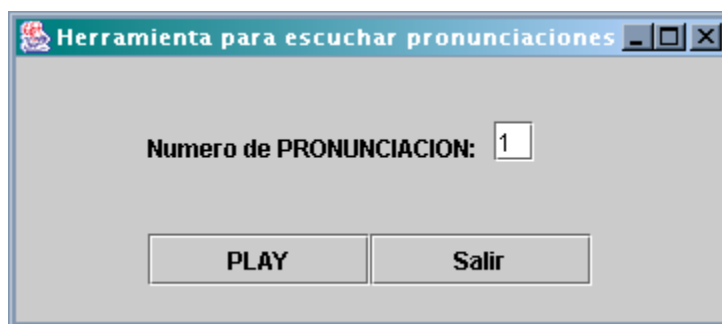 Herramienta para escuchar pronunciaciones
Numero de PRONUNCIACION: 1
PLAY Salir